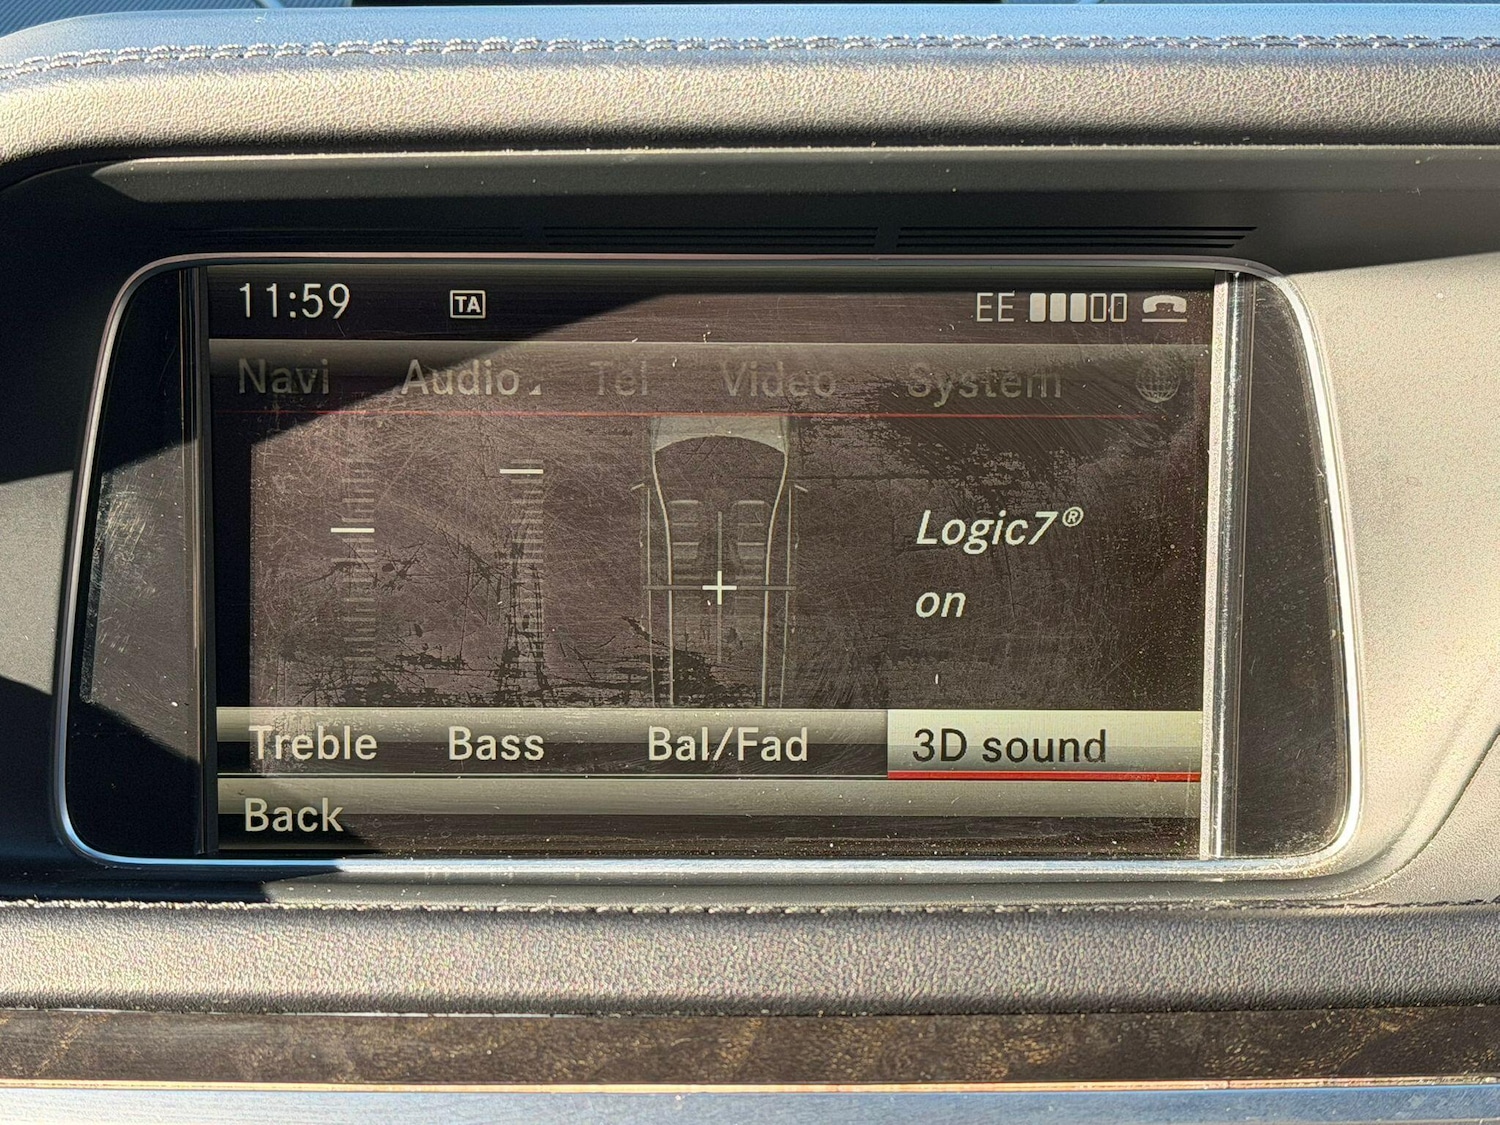 11:59 TA EE
Navi Audio Tel Video System
Logic7®
on
Treble Bass Bal/Fad 3D sound
Back